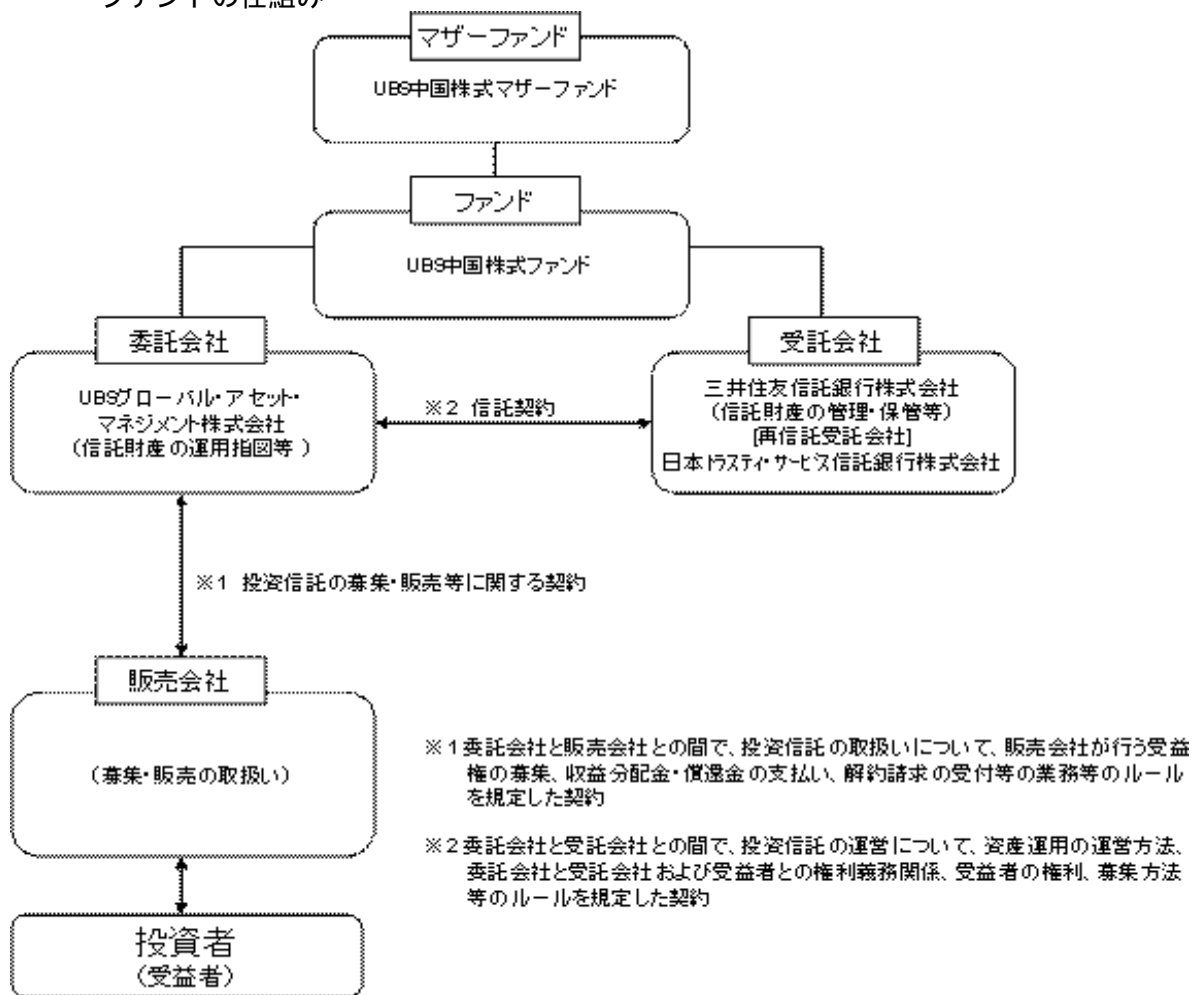 ファンドの仕組み
マザーファンド
UBS中国株式マザーファンド
ファンド
UBS中国株式ファンド
委託会社
UBSグローバル・アセット・
マネジメント株式会社
(信託財産の運用指図等)
※2 信託契約
受託会社
三井住友信託銀行株式会社
(信託財産の管理・保管等)
[再信託受託会社]
日本トラスティ・サービス信託銀行株式会社
※1 投資信託の募集・販売等に関する契約
販売会社
(募集・販売の取扱い)
※1委託会社と販売会社との間で、投資信託の取扱いについて、販売会社が行う受益
権の募集、収益分配金・償還金の支払い、解約請求の受付等の業務等のルール
を規定した契約
※2委託会社と受託会社との間で、投資信託の運営について、資産運用の運営方法、
委託会社と受託会社および受益者との権利義務関係、受益者の権利、募集方法
等のルールを規定した契約
投資者
(受益者)